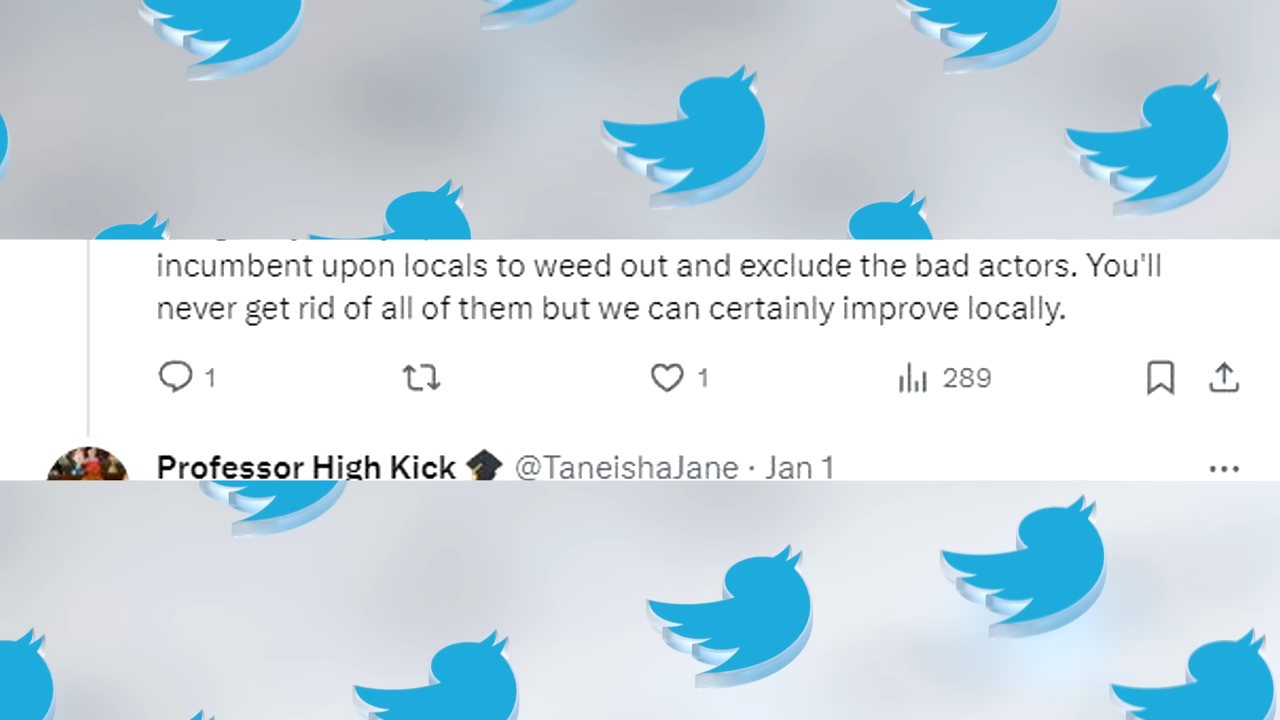 incumbent upon locals to weed out and exclude the bad actors. You'll
never get rid of all of them but we can certainly improve locally.
1 1 289
Professor High Kick 🎓 @TaneishaJane · Jan 1